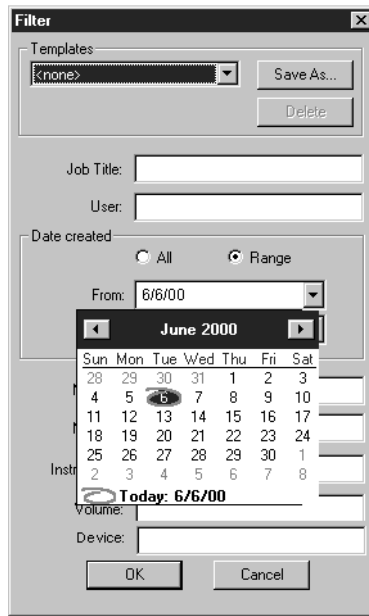 Filter
Templates
<none>
Save As...
Delete
Job Title:
User:
Date created
All Range
From: 6/6/00
June 2000
Sun Mon Tue Wed Thu Fri Sat
28 29 30 31 1 2 3
4 5 6 7 8 9 10
11 12 13 14 15 16 17
18 19 20 21 22 23 24
25 26 27 28 29 30 1
2 3 4 5 6 7 8
Today: 6/6/00
Volume:
Device:
OK Cancel